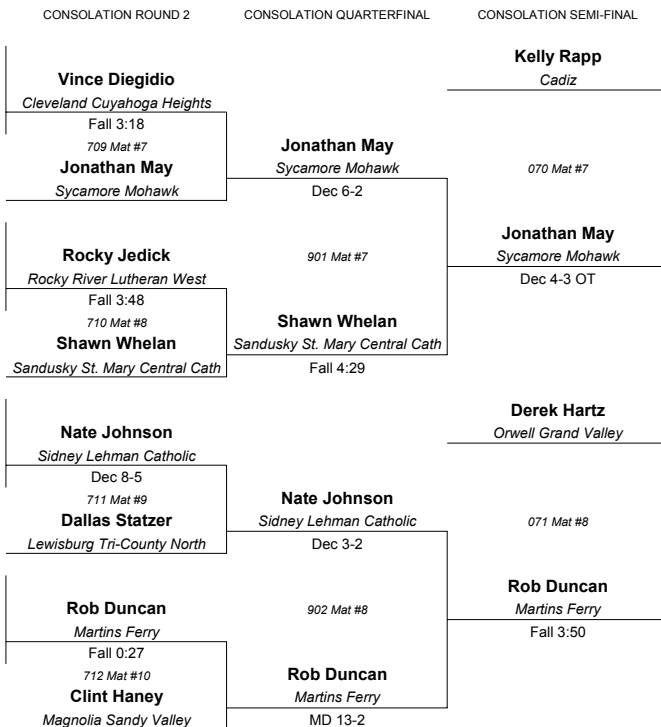 CONSOLATION ROUND 2
CONSOLATION QUARTERFINAL
CONSOLATION SEMI-FINAL
Vince Diegidio
Cleveland Cuyahoga Heights
Fall 3:18
709 Mat #7
Jonathan May
Sycamore Mohawk
Rocky Jedick
Rocky River Lutheran West
Fall 3:48
710 Mat #8
Shawn Whelan
Sandusky St. Mary Central Cath
Nate Johnson
Sidney Lehman Catholic
Dec 8-5
711 Mat #9
Dallas Statzer
Lewisburg Tri-County North
Rob Duncan
Martins Ferry
Fall 0:27
712 Mat #10
Clint Haney
Magnolia Sandy Valley
Jonathan May
Sycamore Mohawk
Dec 6-2
901 Mat #7
Shawn Whelan
Sandusky St. Mary Central Cath
Fall 4:29
Nate Johnson
Sidney Lehman Catholic
Dec 3-2
902 Mat #8
Rob Duncan
Martins Ferry
MD 13-2
Kelly Rapp
Cadiz
070 Mat #7
Jonathan May
Sycamore Mohawk
Dec 4-3 OT
Derek Hartz
Orwell Grand Valley
071 Mat #8
Rob Duncan
Martins Ferry
Fall 3:50